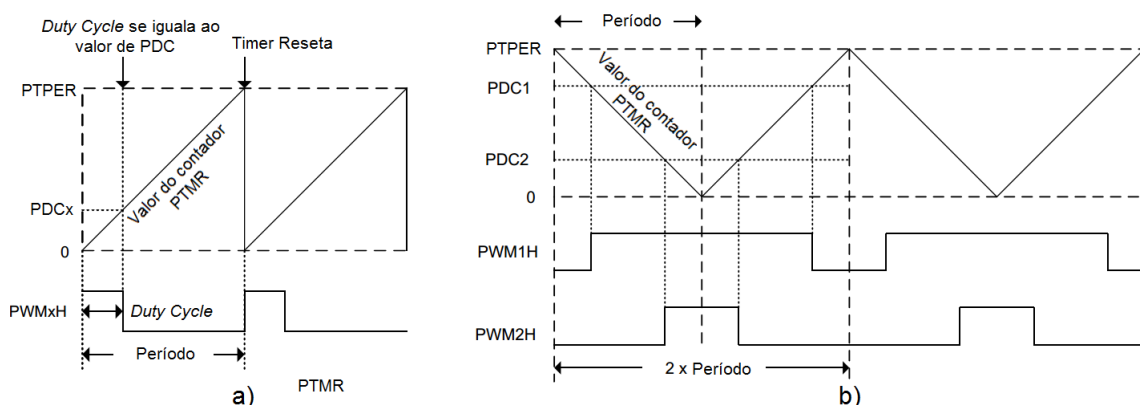 Duty Cycle se iguala ao
valor de PDC
Timer Reseta
PTPER
Valor do contador
PTMR
PDCx
0
PWMxH
Duty Cycle
Período
PTMR
a)
Período
PTPER
PDC1
Valor do contador
PTMR
PDC2
0
PWM1H
PWM2H
2 x Período
b)